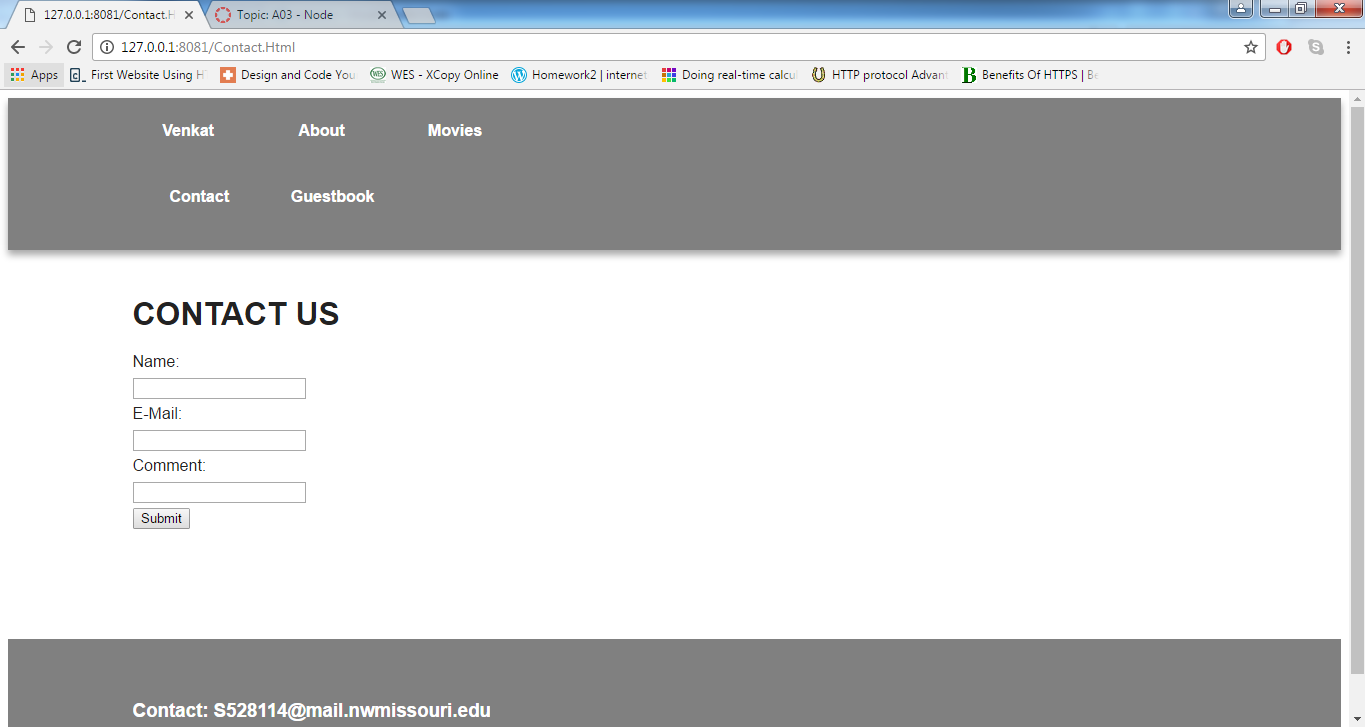 127.0.0.1:8081/Contact.H
Topic: A03 - Node
127.0.0.1:8081/Contact.Html
Apps
First Website Using H
Design and Code You
WES - XCopy Online
Homework2 | internet
Doing real-time calcu
HTTP protocol Advant
Benefits Of HTTPS | Be
Venkat About Movies
Contact Guestbook
CONTACT US
Name:
E-Mail:
Comment:
Submit
Contact: S528114@mail.nwmissouri.edu